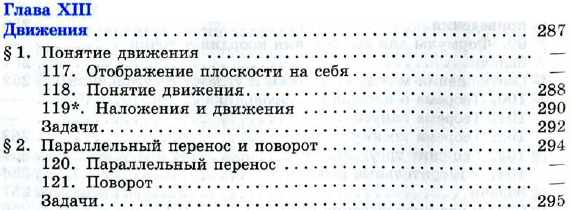 Глава XIII
Движения ........................ 287
§ 1. Понятие движения ........................ —
117. Отображение плоскости на себя ........................ —
118. Понятие движения ........................ 288
119*. Наложения и движения ........................ 290
Задачи ........................ 292
§ 2. Параллельный перенос и поворот ........................ 294
120. Параллельный перенос ........................ —
121. Поворот ........................ —
Задачи ........................ 295